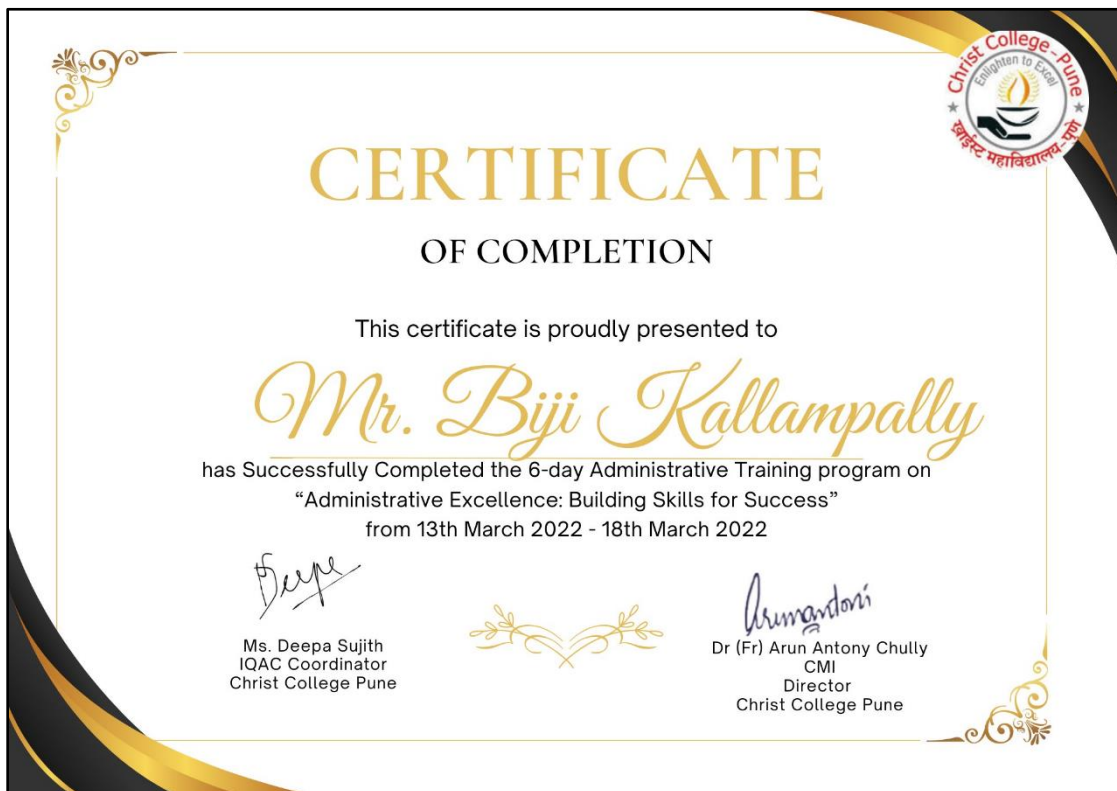 Christ College-Pune
Enlighten to Excel
ख्राईस्ट महाविद्यालय-पुणे
CERTIFICATE
OF COMPLETION
This certificate is proudly presented to
Mr. Biji Kallampally
has Successfully Completed the 6-day Administrative Training program on
“Administrative Excellence: Building Skills for Success”
from 13th March 2022 - 18th March 2022
Deepa
Arunantoni
Ms. Deepa Sujith
IQAC Coordinator
Christ College Pune
Dr (Fr) Arun Antony Chully
CMI
Director
Christ College Pune